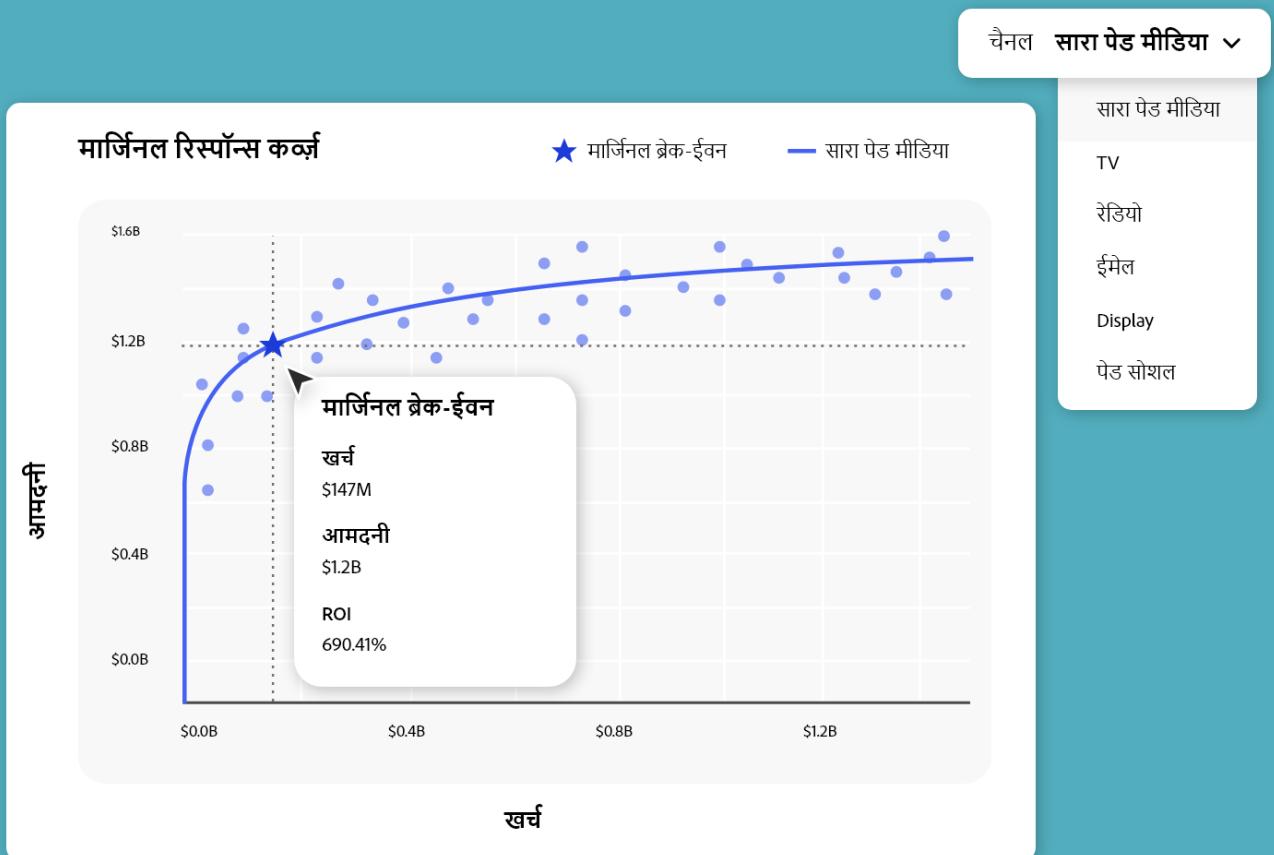 चैनल सारा पेड मीडिया
सारा पेड मीडिया
TV
रेडियो
ईमेल
Display
पेड सोशल
मार्जिनल रिस्पॉन्स कर्व्ज़
मार्जिनल ब्रेक-ईवन
सारा पेड मीडिया
$1.6B
$1.2B
$0.8B
$0.4B
$0.0B
आमदनी
मार्जिनल ब्रेक-ईवन
खर्च
$147M
आमदनी
$1.2B
ROI
690.41%
$0.0B
$0.4B
$0.8B
$1.2B
खर्च